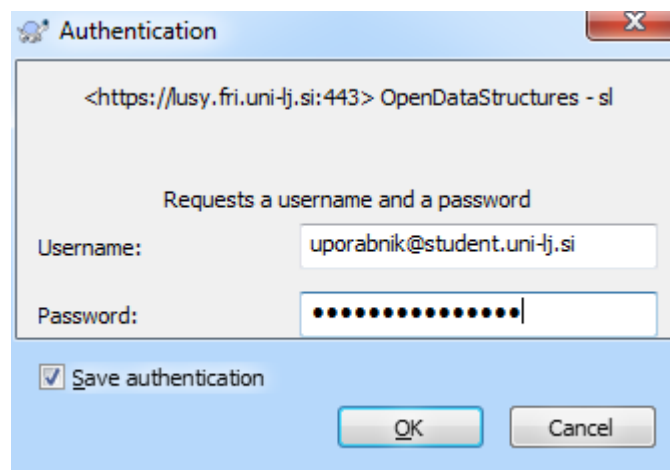 Authentication
<https://lusy.fri.uni-lj.si:443> OpenDataStructures - sl
Requests a username and a password
Username:
uporabnik@student.uni-lj.si
Password:
•••••••••••••••
Save authentication
OK
Cancel